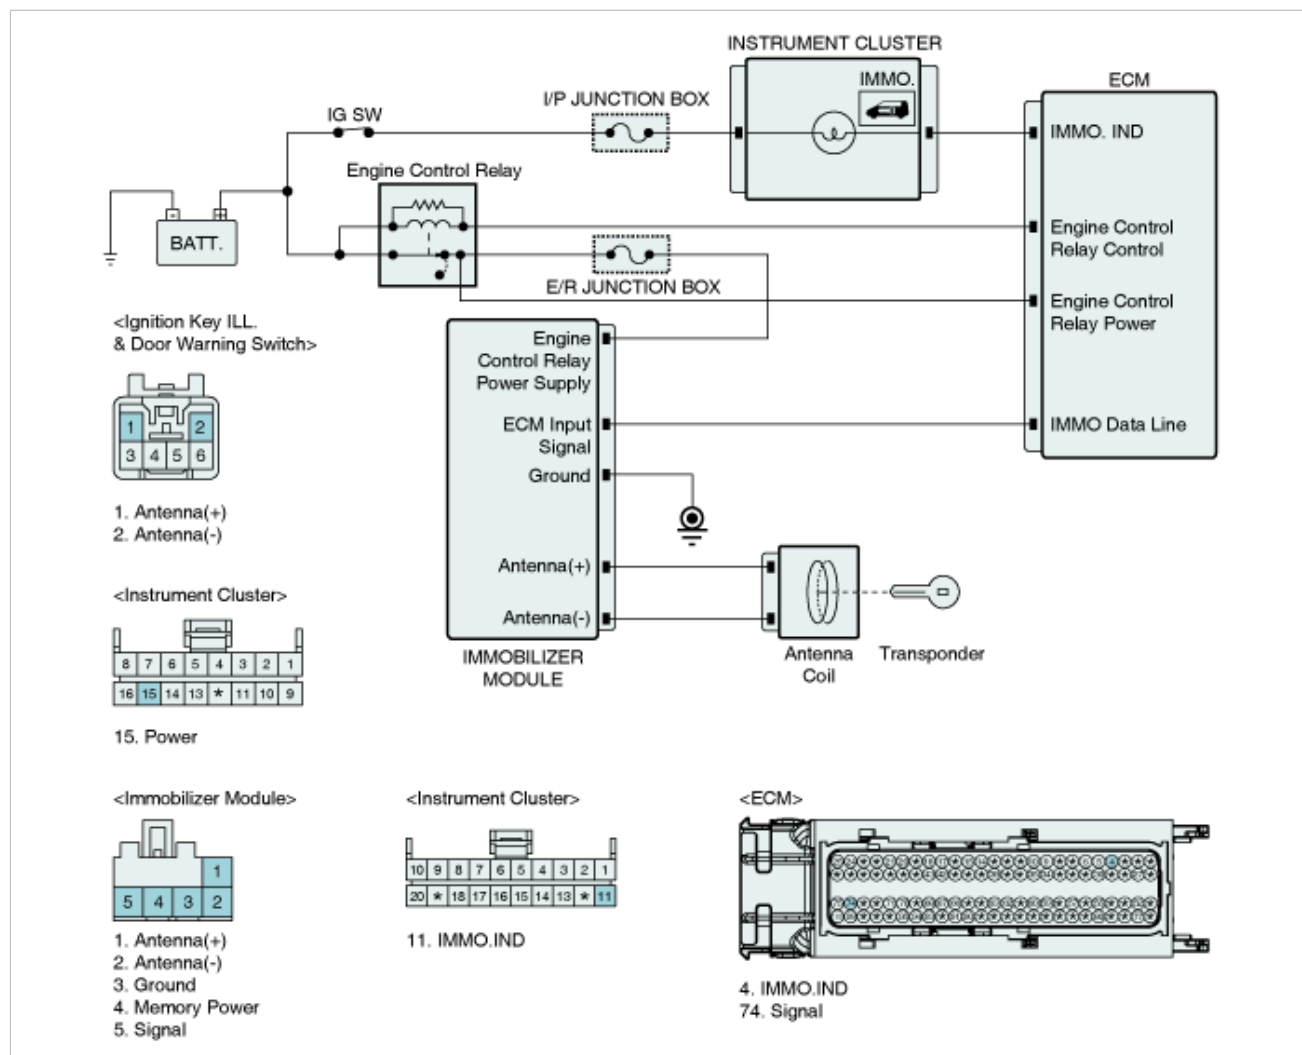 INSTRUMENT CLUSTER
IMMO.
ECM
I/P JUNCTION BOX
IG SW
IMMO. IND
Engine Control Relay
- +
BATT.
Engine Control
Relay Control
E/R JUNCTION BOX
Engine Control
Relay Power
<Ignition Key ILL.
& Door Warning Switch>
Engine
Control Relay
Power Supply
ECM Input
Signal
IMMO Data Line
Ground
1 2
3 4 5 6
1. Antenna(+)
2. Antenna(-)
Antenna(+)
Antenna(-)
IMMOBILIZER
MODULE
Antenna
Coil
Transponder
<Instrument Cluster>
8 7 6 5 4 3 2 1
16 15 14 13 * 11 10 9
15. Power
<Immobilizer Module>
1
5 4 3 2
1. Antenna(+)
2. Antenna(-)
3. Ground
4. Memory Power
5. Signal
<Instrument Cluster>
10 9 8 7 6 5 4 3 2 1
20 * 18 17 16 15 14 13 * 11
11. IMMO.IND
<ECM>
4. IMMO.IND
74. Signal